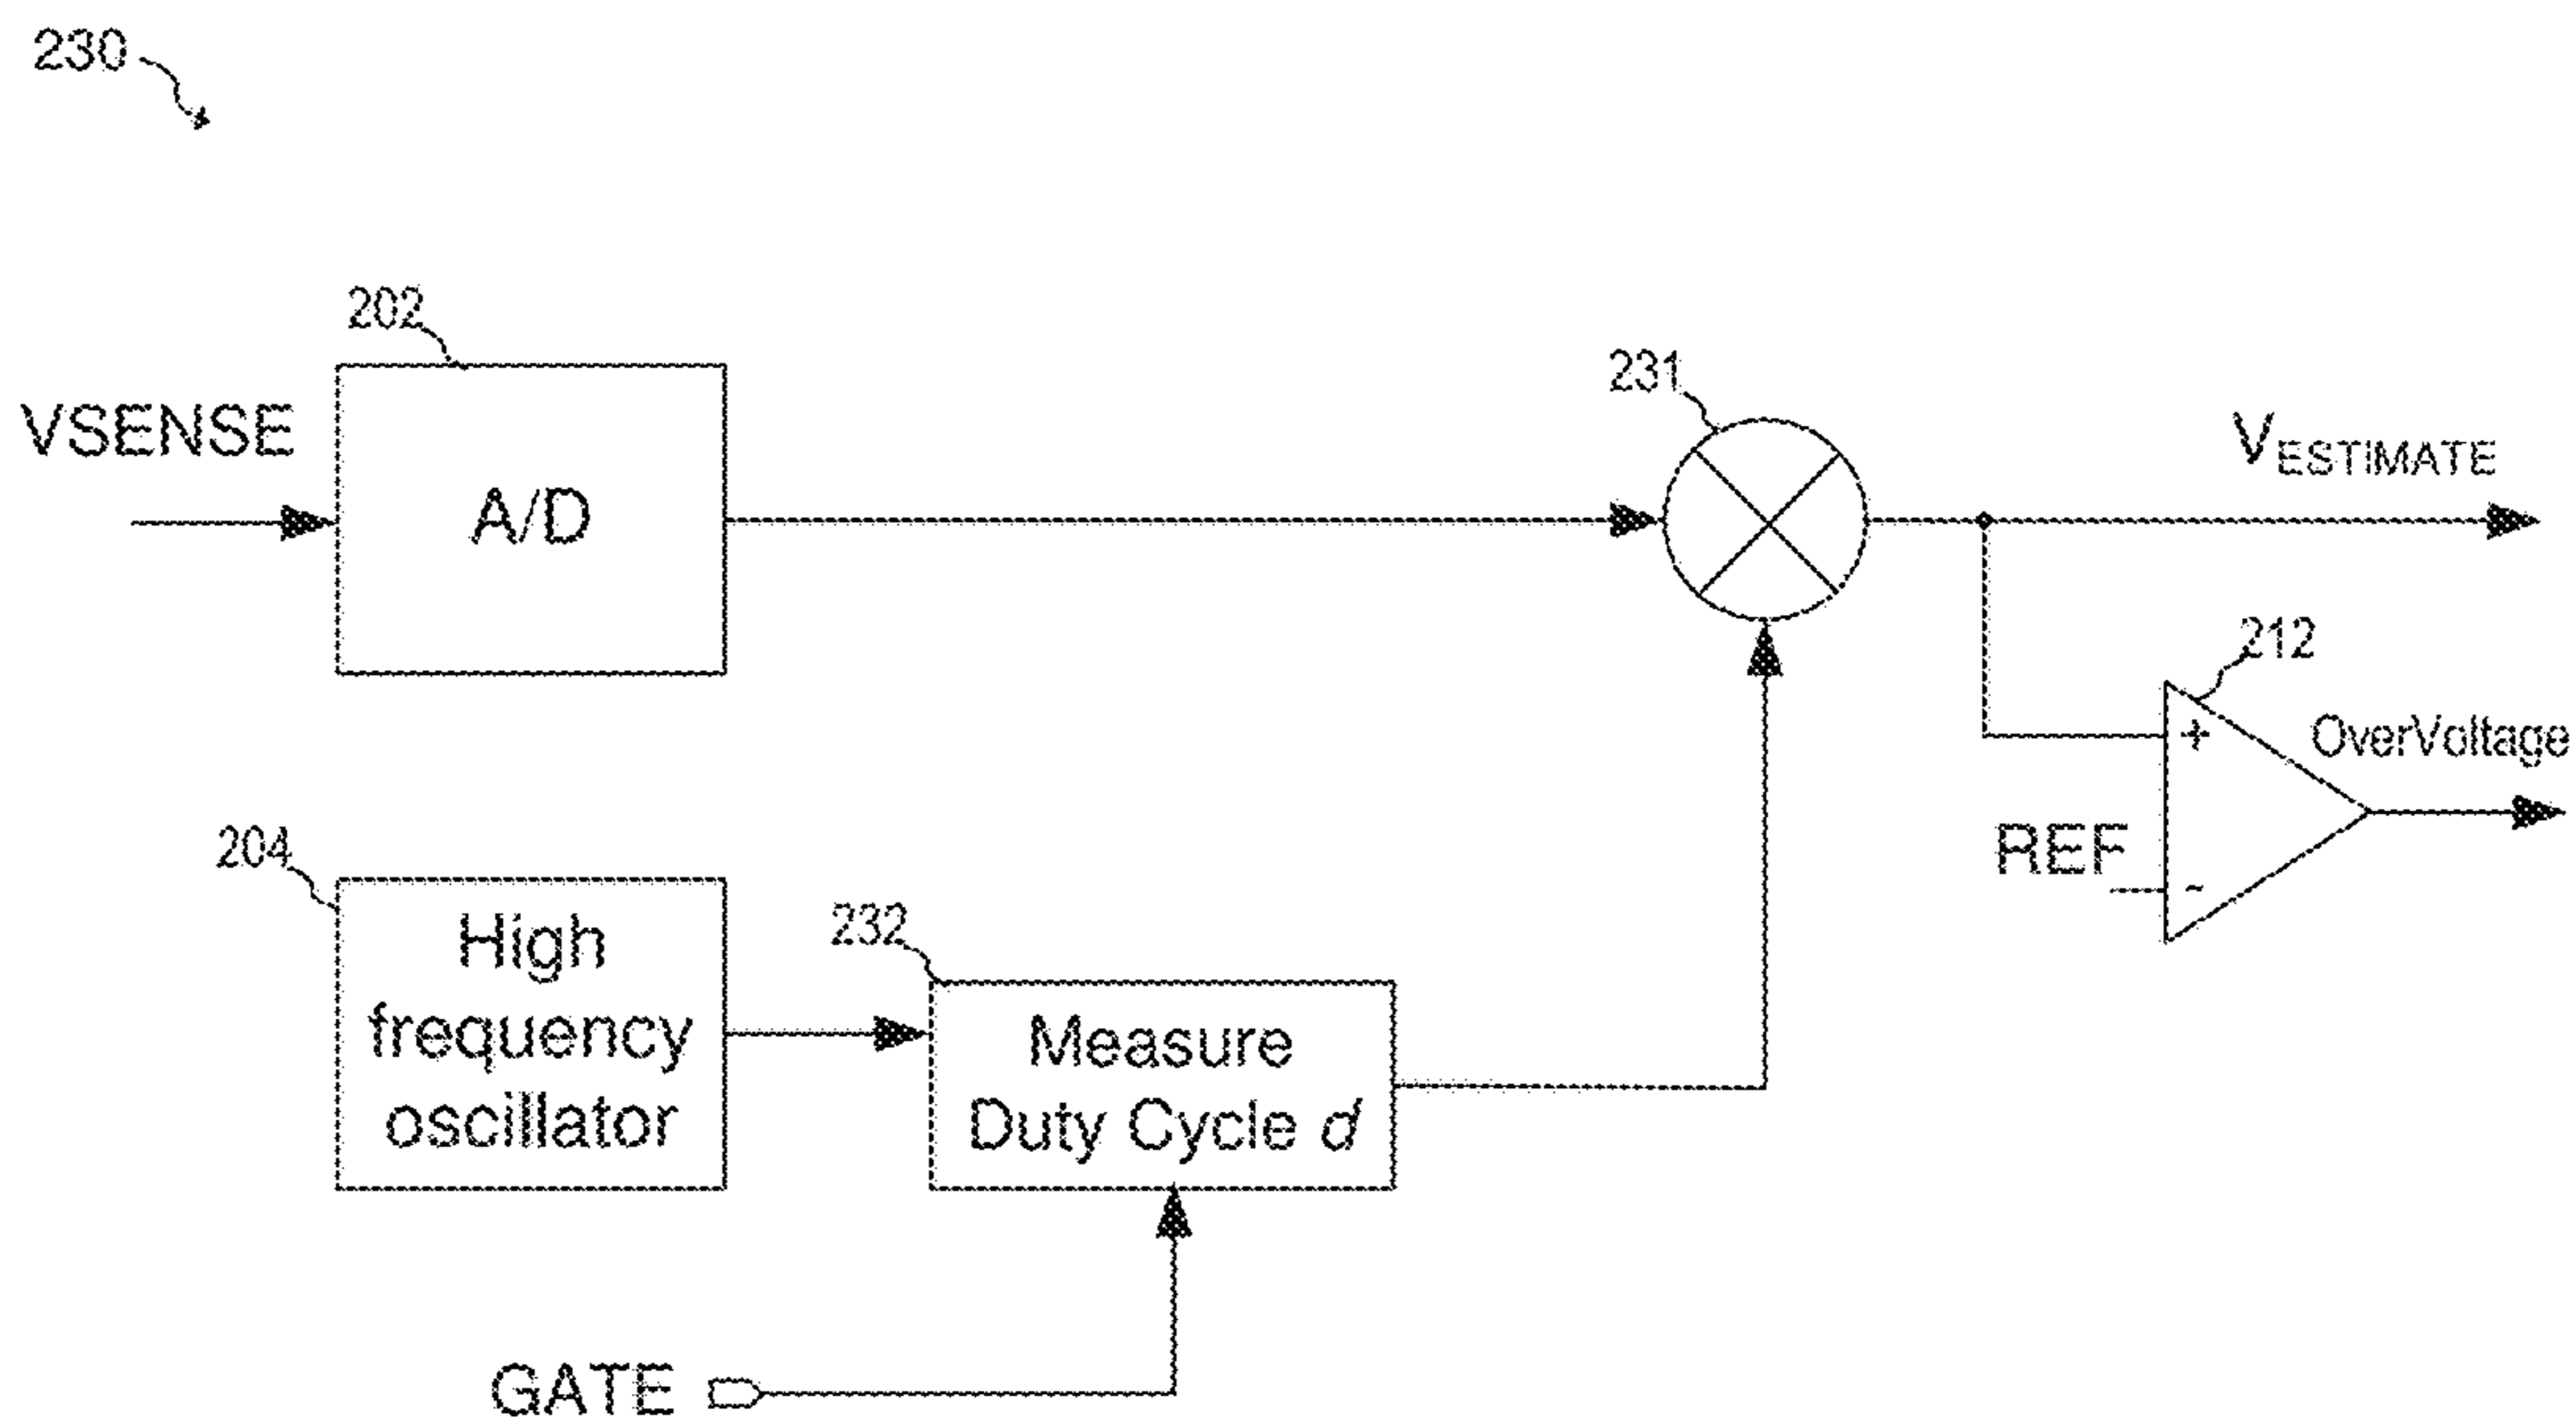 230
202
VSENSE
A/D
231
VESTIMATE
212
+
OverVoltage
REF
-
204
High
frequency
oscillator
232
Measure
Duty Cycle d
GATE